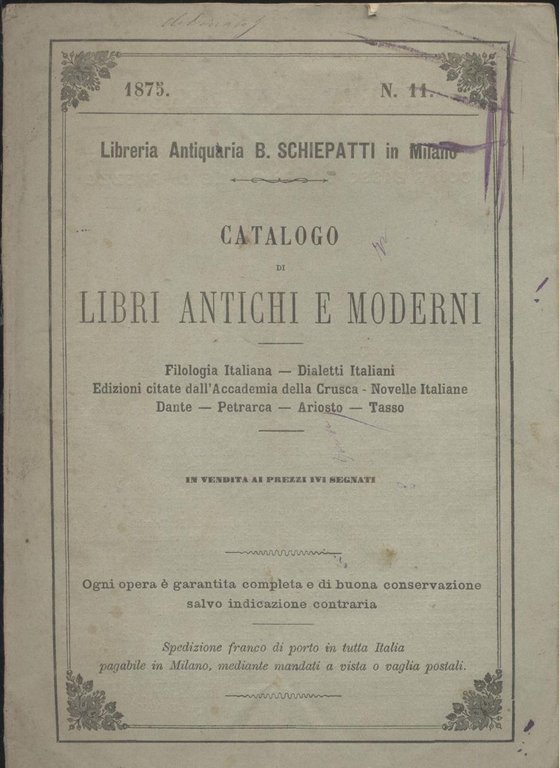 1875. N. 11.
Libreria Antiquaria B. SCHIEPATTI in Milano
CATALOGO
DI
LIBRI ANTICHI E MODERNI
Filologia Italiana — Dialetti Italiani
Edizioni citate dall'Accademia della Crusca - Novelle Italiane
Dante — Petrarca — Ariosto — Tasso
IN VENDITA AI PREZZI IVI SEGNATI
Ogni opera è garantita completa e di buona conservazione
salvo indicazione contraria
Spedizione franco di porto in tutta Italia
pagabile in Milano, mediante mandati a vista o vaglia postali.